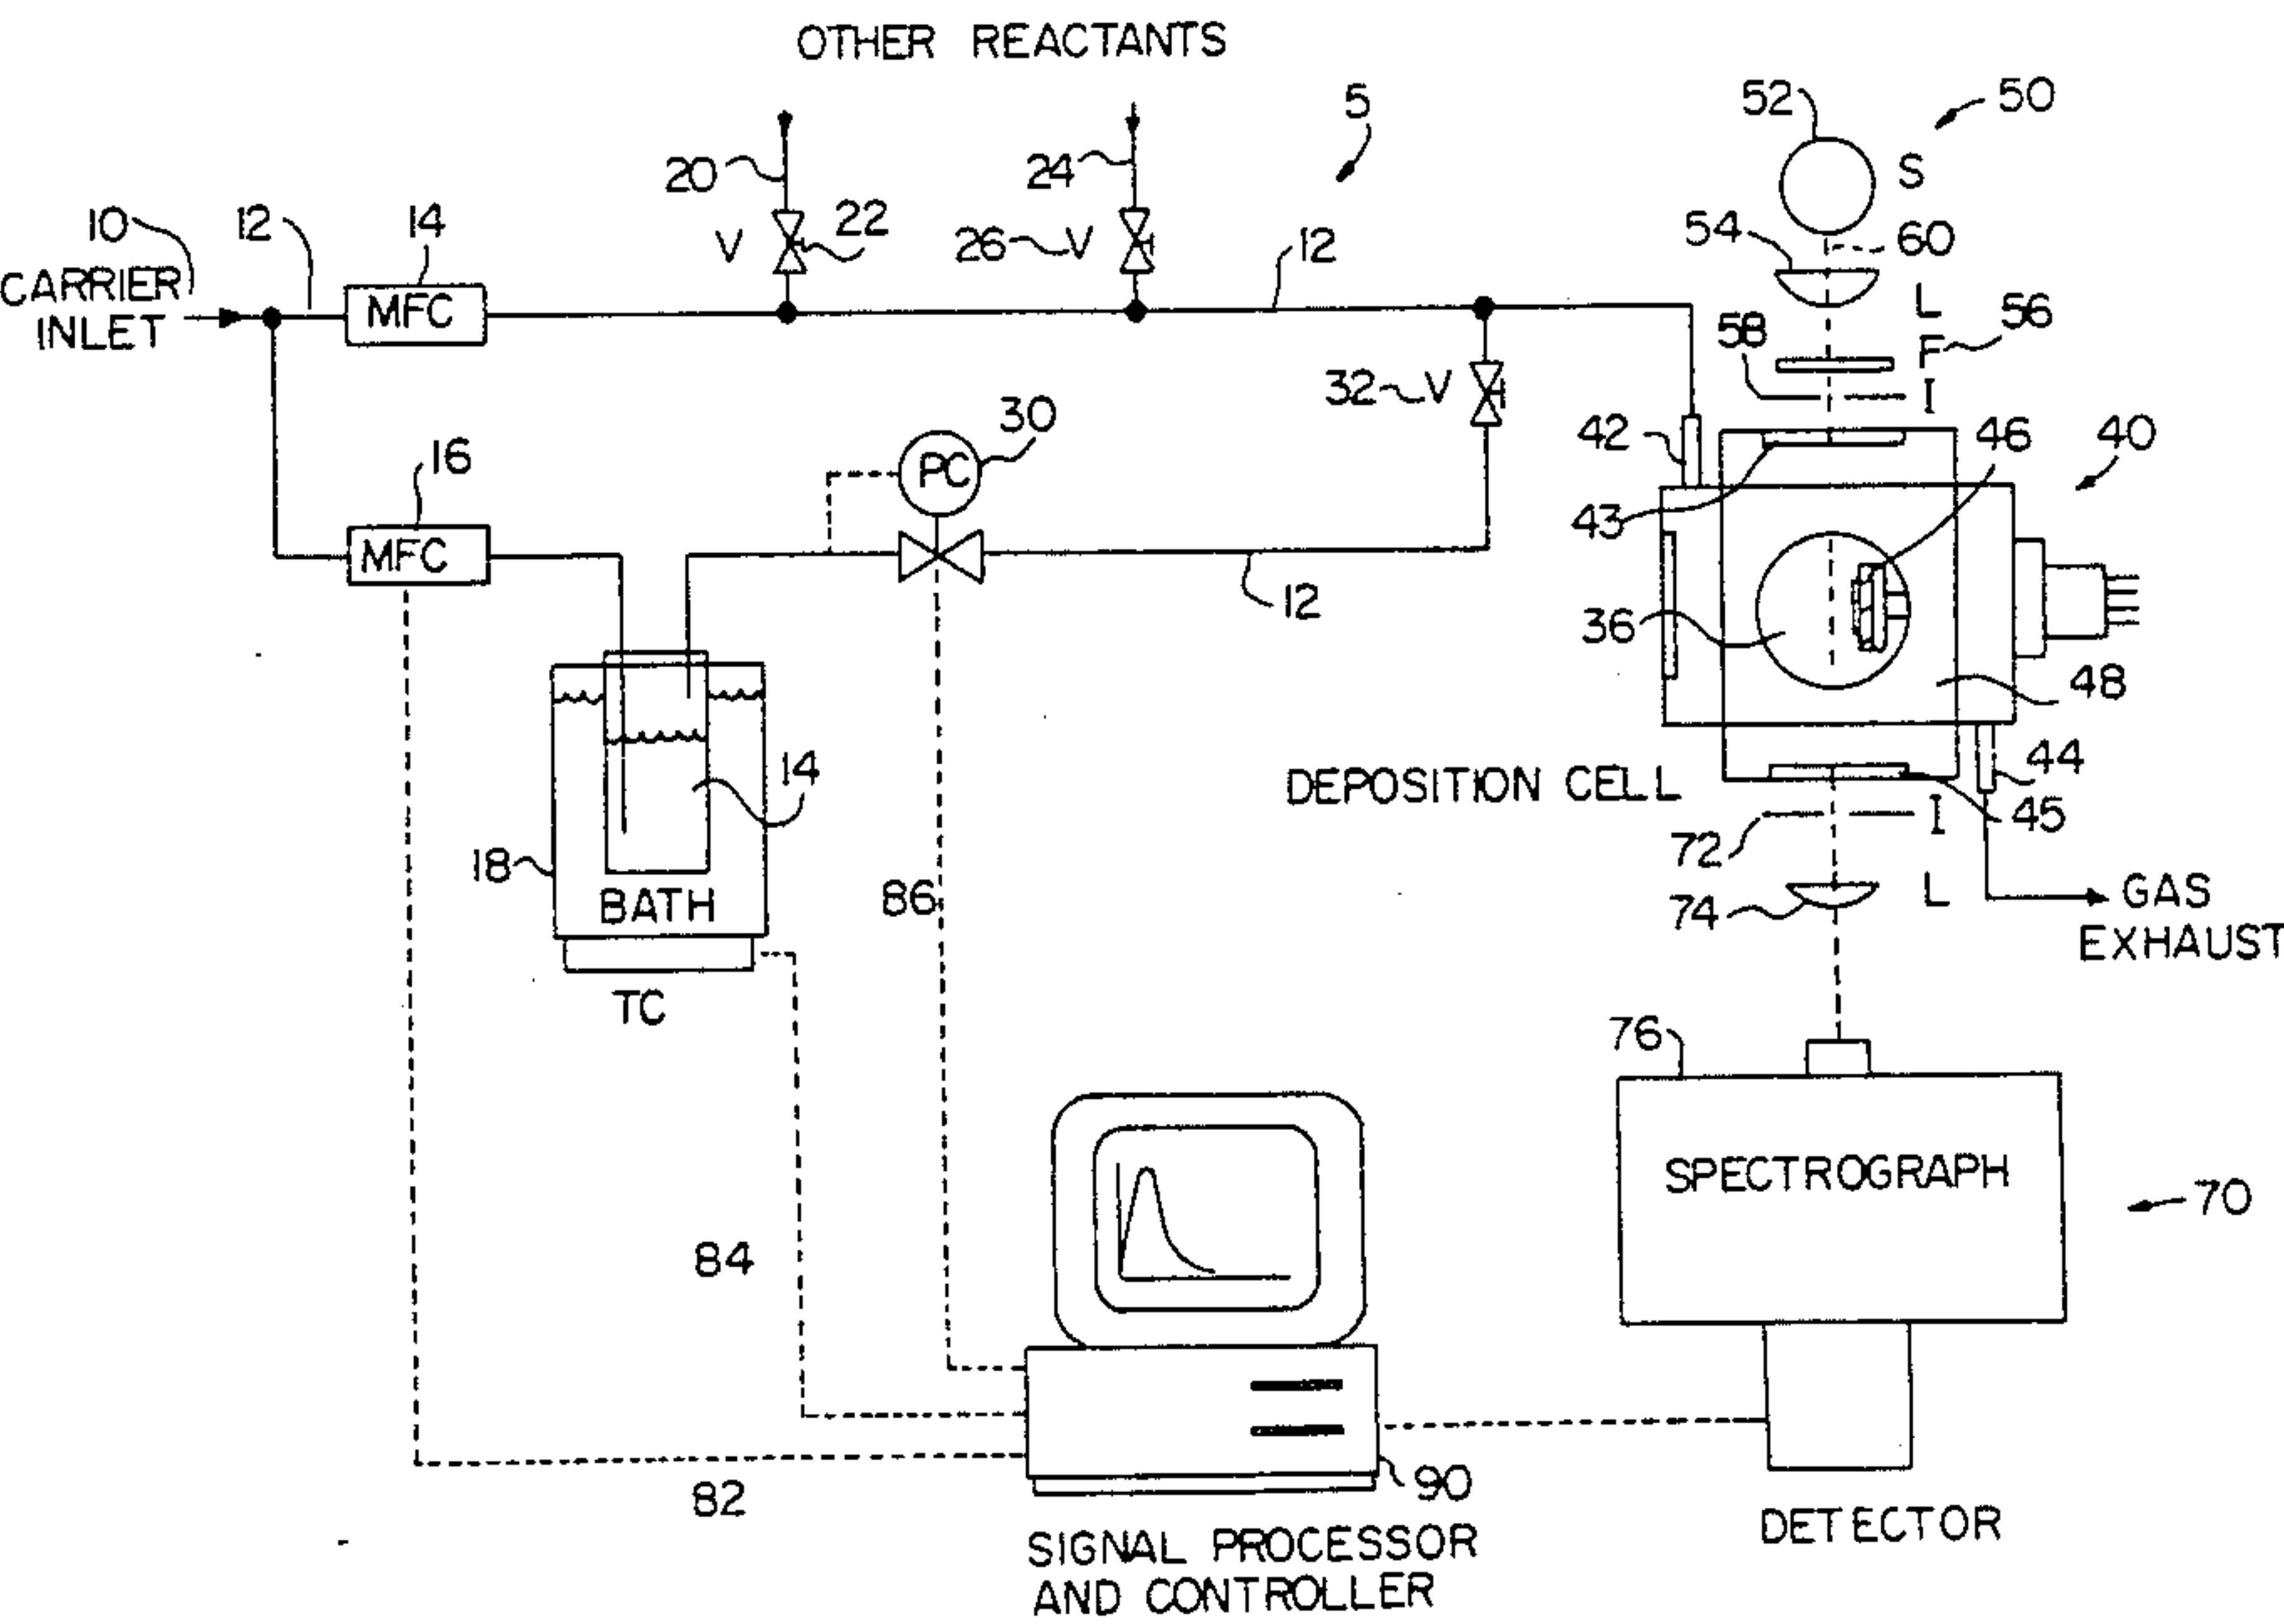 OTHER REACTANTS
5
52
50
S
20
24
10
12
14
V
22
26
V
12
54
60
CARRIER
INLET
MFC
L
58
F
56
I
32
V
30
PC
42
46
40
16
43
MFC
12
36
48
14
DEPOSITION CELL
44
45
I
72
18
86
BATH
74
L
GAS
EXHAUST
TC
76
SPECTROGRAPH
70
84
82
90
DETECTOR
SIGNAL PROCESSOR
AND CONTROLLER